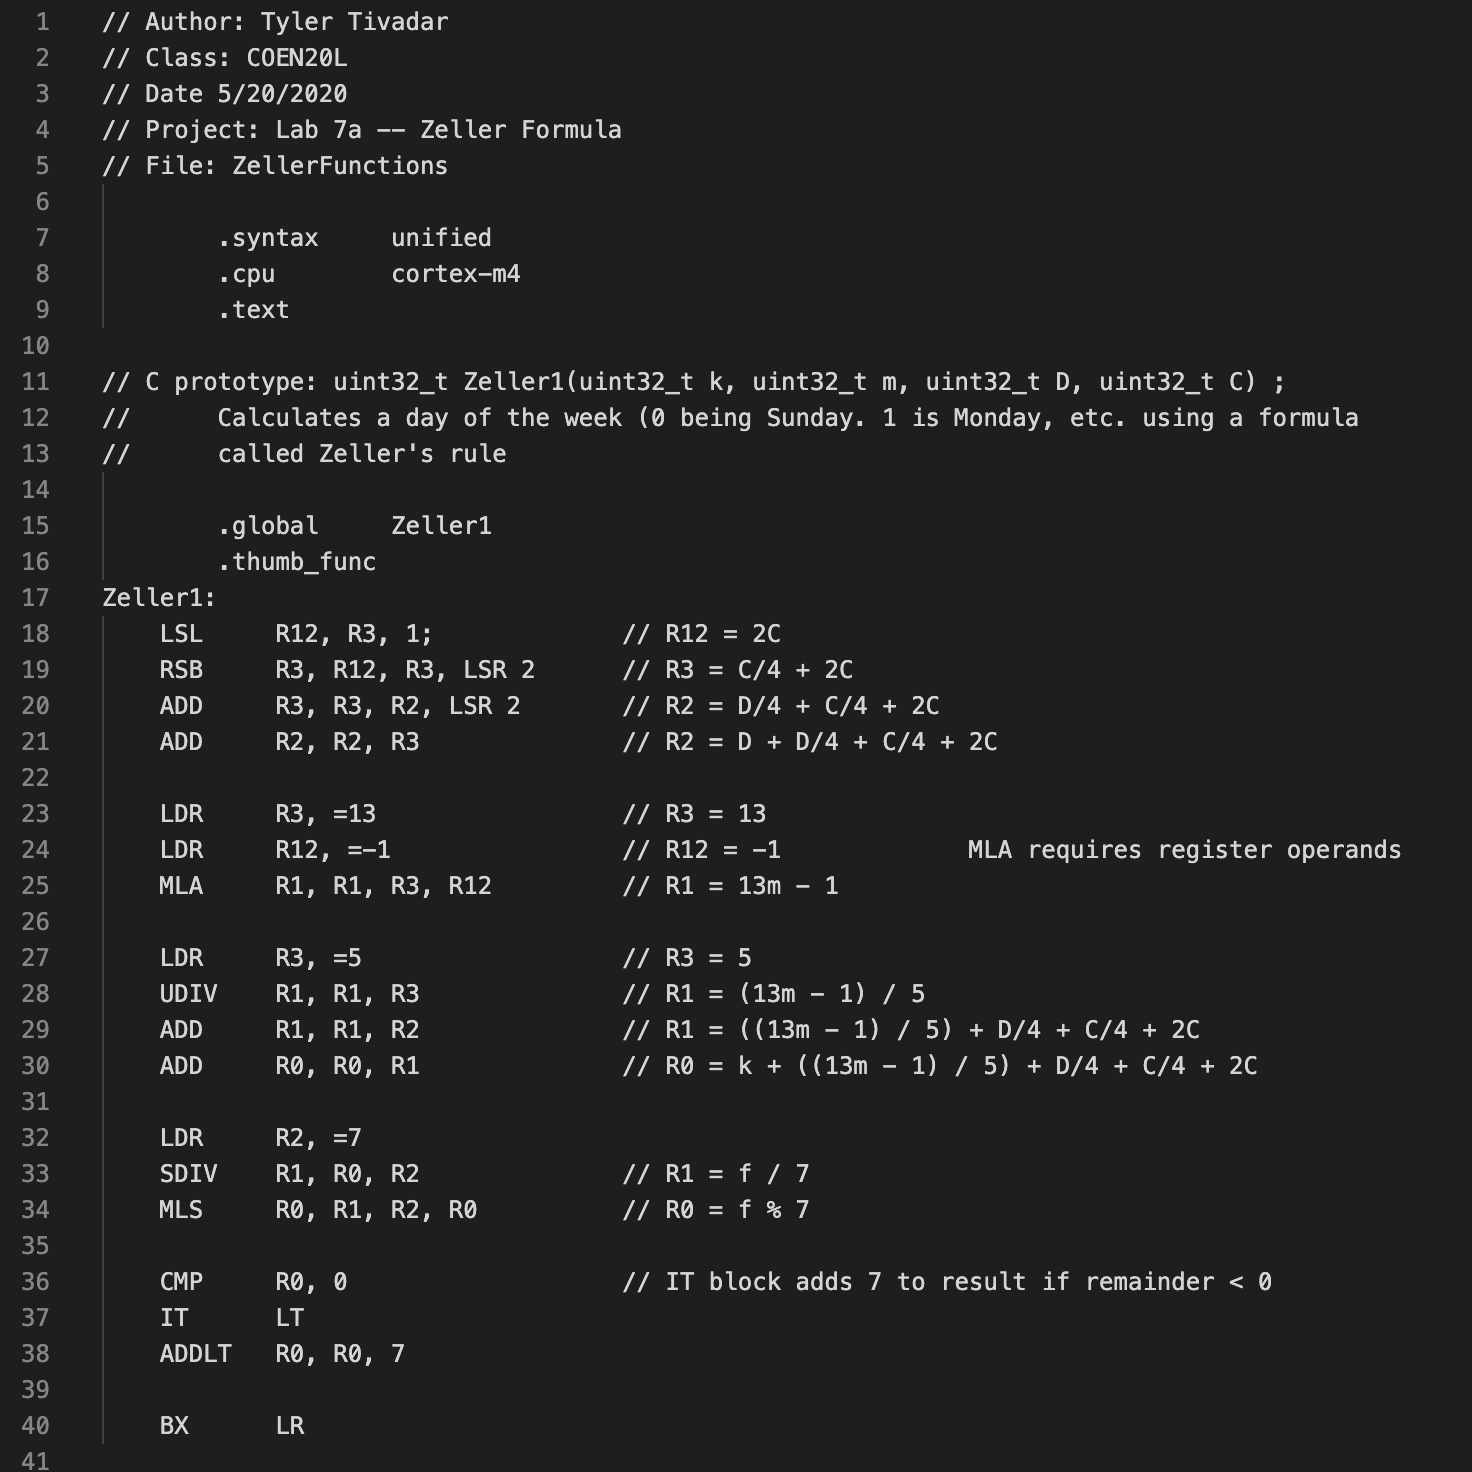 1 // Author: Tyler Tivadar
2 // Class: COEN20L
3 // Date 5/20/2020
4 // Project: Lab 7a -- Zeller Formula
5 // File: ZellerFunctions
6
7 .syntax unified
8 .cpu cortex-m4
9 .text
10
11 // C prototype: uint32_t Zeller1(uint32_t k, uint32_t m, uint32_t D, uint32_t C) ;
12 // Calculates a day of the week (0 being Sunday. 1 is Monday, etc. using a formula
13 // called Zeller's rule
14
15 .global Zeller1
16 .thumb_func
17 Zeller1:
18 LSL R12, R3, 1; // R12 = 2C
19 RSB R3, R12, R3, LSR 2 // R3 = C/4 + 2C
20 ADD R3, R3, R2, LSR 2 // R2 = D/4 + C/4 + 2C
21 ADD R2, R2, R3 // R2 = D + D/4 + C/4 + 2C
22
23 LDR R3, =13 // R3 = 13
24 LDR R12, =-1 // R12 = -1 MLA requires register operands
25 MLA R1, R1, R3, R12 // R1 = 13m - 1
26
27 LDR R3, =5 // R3 = 5
28 UDIV R1, R1, R3 // R1 = (13m - 1) / 5
29 ADD R1, R1, R2 // R1 = ((13m - 1) / 5) + D/4 + C/4 + 2C
30 ADD R0, R0, R1 // R0 = k + ((13m - 1) / 5) + D/4 + C/4 + 2C
31
32 LDR R2, =7
33 SDIV R1, R0, R2 // R1 = f / 7
34 MLS R0, R1, R2, R0 // R0 = f % 7
35
36 CMP R0, 0 // IT block adds 7 to result if remainder < 0
37 IT LT
38 ADDLT R0, R0, 7
39
40 BX LR
41